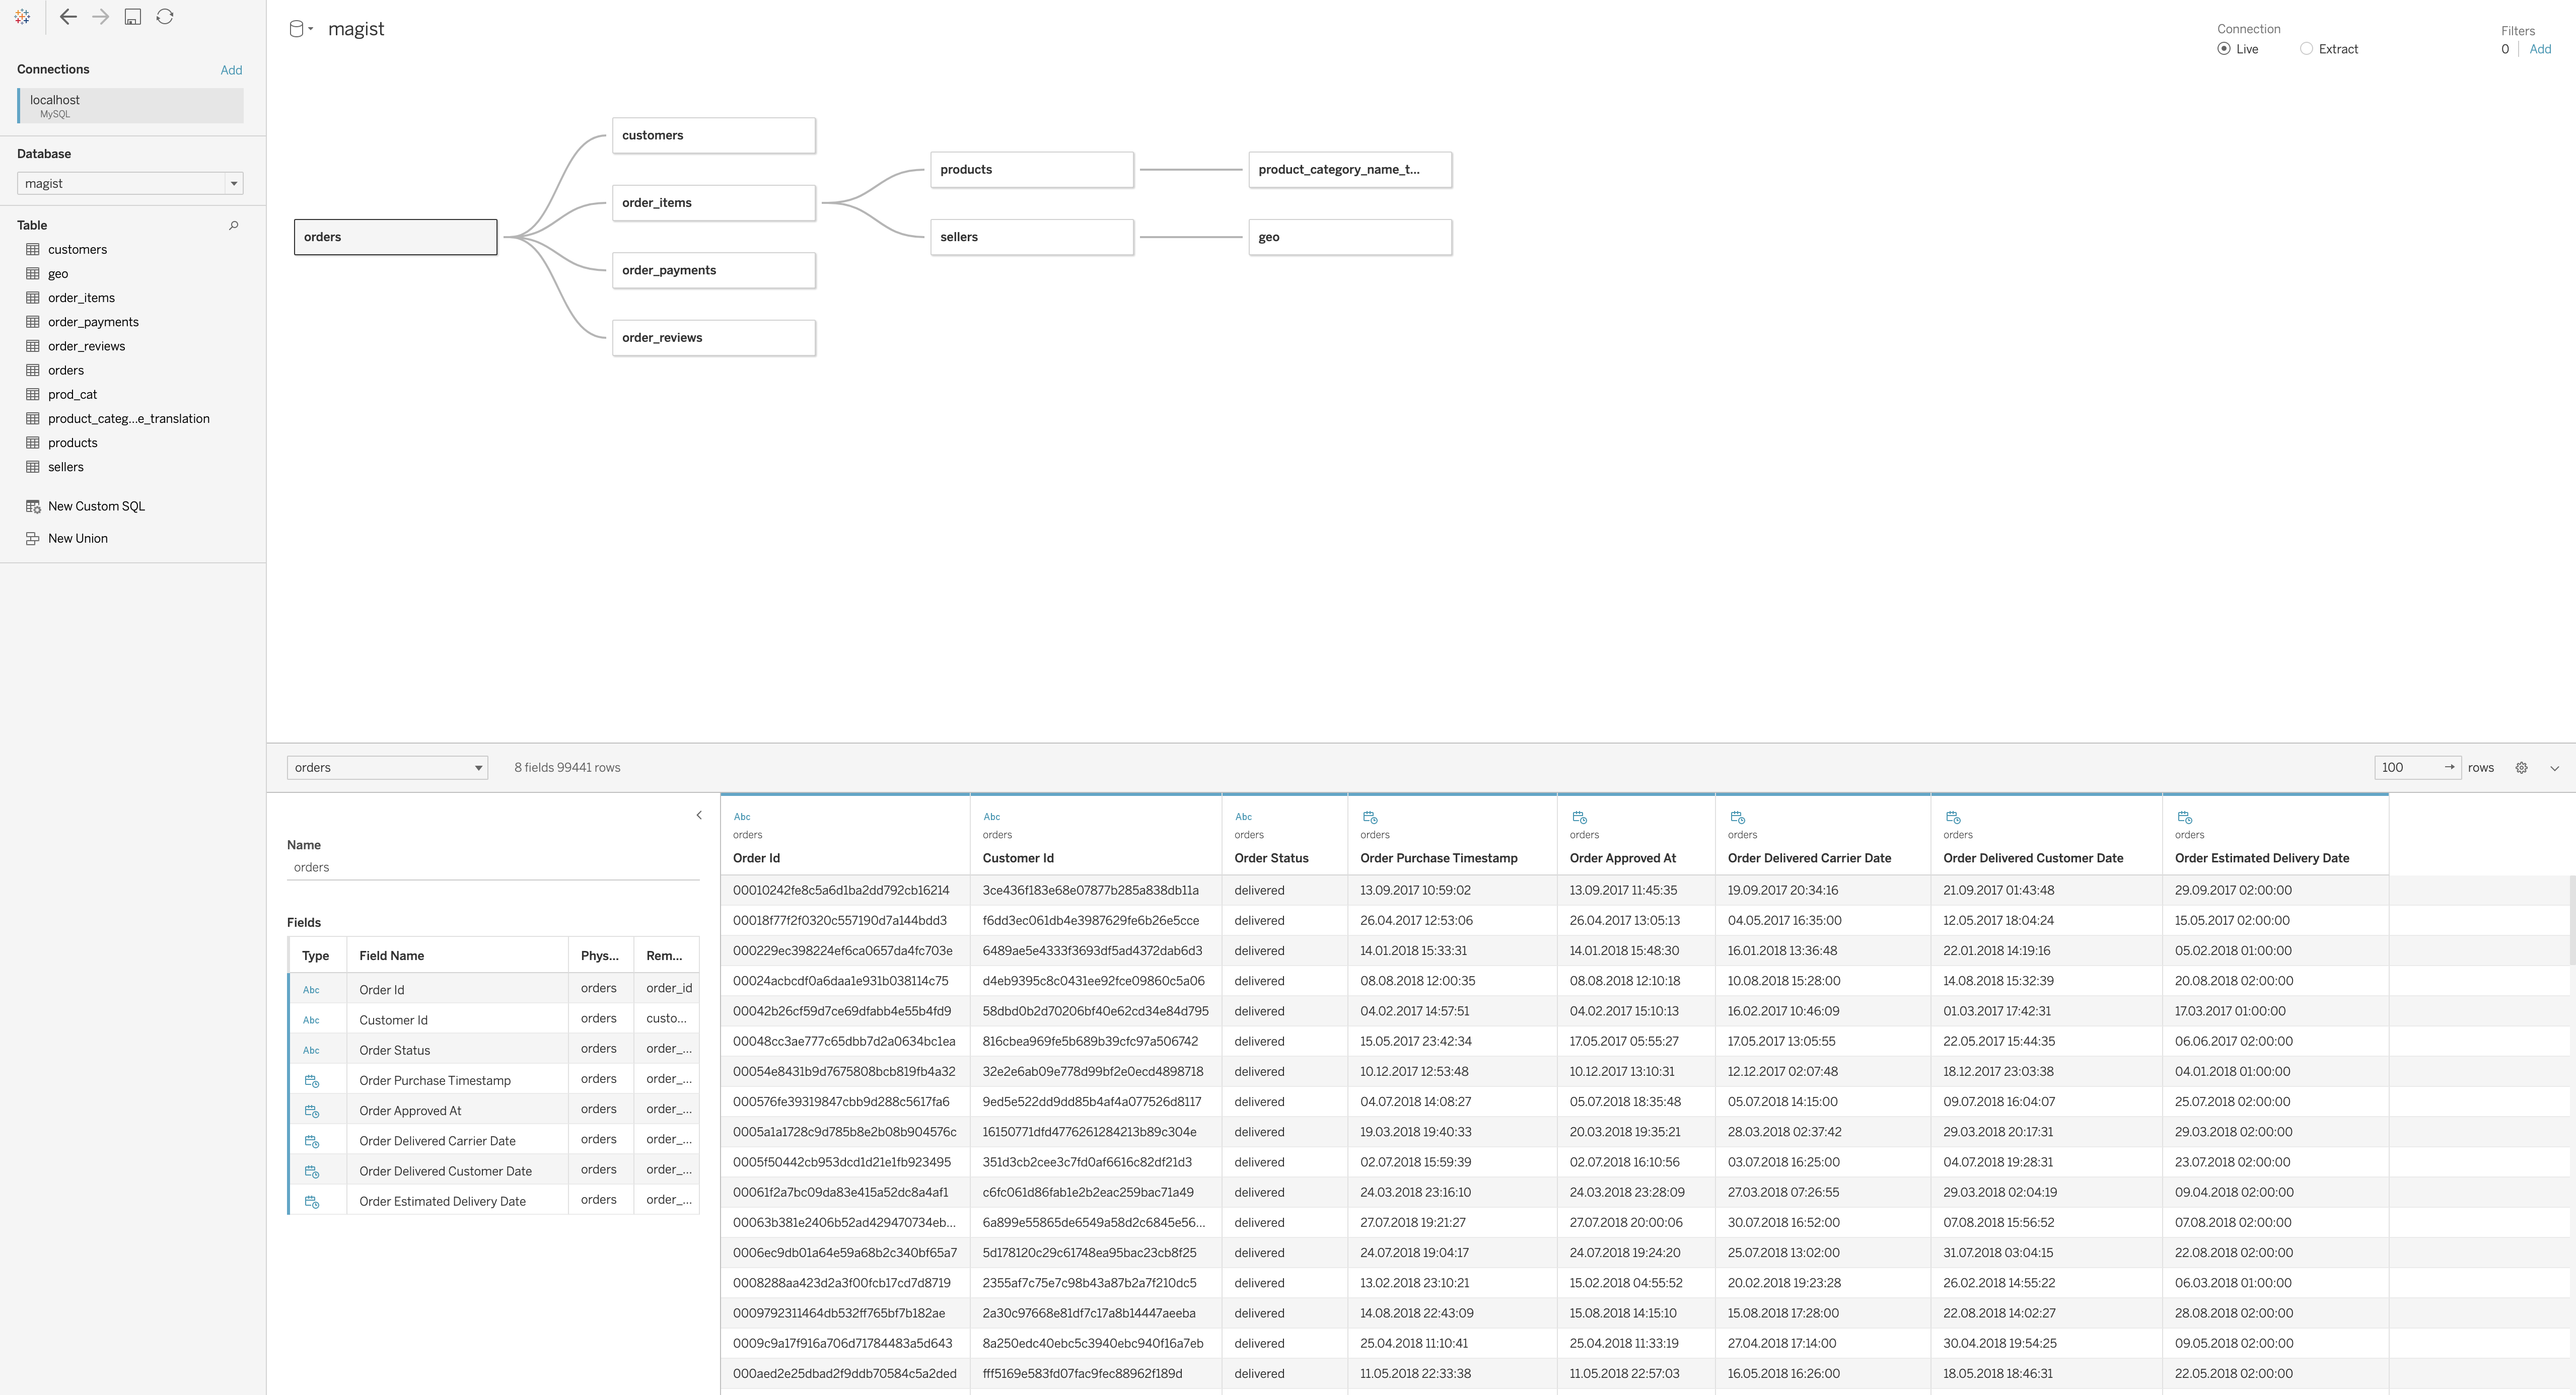 magist
Connection
Live
Extract
Filters
0
Add
Connections
Add
localhost
MySQL
Database
magist
Table
customers
geo
order_items
order_payments
order_reviews
orders
prod_cat
product_categ...e_translation
products
sellers
New Custom SQL
New Union
customers
products
product_category_name_t...
order_items
orders
sellers
geo
order_payments
order_reviews
orders
8 fields 99441 rows
100
rows
Name
orders
Fields
Type Field Name Phys... Rem...
Abc Order Id orders order_id
Abc Customer Id orders custo...
Abc Order Status orders order_...
Order Purchase Timestamp orders order_...
Order Approved At orders order_...
Order Delivered Carrier Date orders order_...
Order Delivered Customer Date orders order_...
Order Estimated Delivery Date orders order_...
Abc Abc Abc
orders orders orders orders orders orders orders orders
Order Id Customer Id Order Status Order Purchase Timestamp Order Approved At Order Delivered Carrier Date Order Delivered Customer Date Order Estimated Delivery Date
00010242fe8c5a6d1ba2dd792cb16214 3ce436f183e68e07877b285a838db11a delivered 13.09.2017 10:59:02 13.09.2017 11:45:35 19.09.2017 20:34:16 21.09.2017 01:43:48 29.09.2017 02:00:00
00018f77f2f0320c557190d7a144bdd3 f6dd3ec061db4e3987629fe6b26e5cce delivered 26.04.2017 12:53:06 26.04.2017 13:05:13 04.05.2017 16:35:00 12.05.2017 18:04:24 15.05.2017 02:00:00
000229ec398224ef6ca0657da4fc703e 6489ae5e4333f3693df5ad4372dab6d3 delivered 14.01.2018 15:33:31 14.01.2018 15:48:30 16.01.2018 13:36:48 22.01.2018 14:19:16 05.02.2018 01:00:00
00024acbcdf0a6daa1e931b038114c75 d4eb9395c8c0431ee92fce09860c5a06 delivered 08.08.2018 12:00:35 08.08.2018 12:10:18 10.08.2018 15:28:00 14.08.2018 15:32:39 20.08.2018 02:00:00
00042b26cf59d7ce69dfabb4e55b4fd9 58dbd0b2d70206bf40e62cd34e84d795 delivered 04.02.2017 14:57:51 04.02.2017 15:10:13 16.02.2017 10:46:09 01.03.2017 17:42:31 17.03.2017 01:00:00
00048cc3ae777c65dbb7d2a0634bc1ea 816cbea969fe5b689b39cfc97a506742 delivered 15.05.2017 23:42:34 17.05.2017 05:55:27 17.05.2017 13:05:55 22.05.2017 15:44:35 06.06.2017 02:00:00
00054e8431b9d7675808bcb819fb4a32 32e2e6ab09e778d99bf2e0ecd4898718 delivered 10.12.2017 12:53:48 10.12.2017 13:10:31 12.12.2017 02:07:48 18.12.2017 23:03:38 04.01.2018 01:00:00
000576fe39319847cbb9d288c5617fa6 9ed5e522dd9dd85b4af4a077526d8117 delivered 04.07.2018 14:08:27 05.07.2018 18:35:48 05.07.2018 14:15:00 09.07.2018 16:04:07 25.07.2018 02:00:00
0005a1a1728c9d785b8e2b08b904576c 16150771dfd4776261284213b89c304e delivered 19.03.2018 19:40:33 20.03.2018 19:35:21 28.03.2018 02:37:42 29.03.2018 20:17:31 29.03.2018 02:00:00
0005f50442cb953dcd1d21e1fb923495 351d3cb2cee3c7fd0af6616c82df21d3 delivered 02.07.2018 15:59:39 02.07.2018 16:10:56 03.07.2018 16:25:00 04.07.2018 19:28:31 23.07.2018 02:00:00
00061f2a7bc09da83e415a52dc8a4af1 c6fc061d86fab1e2b2eac259bac71a49 delivered 24.03.2018 23:16:10 24.03.2018 23:28:09 27.03.2018 07:26:55 29.03.2018 02:04:19 09.04.2018 02:00:00
00063b381e2406b52ad429470734eb... 6a899e55865de6549a58d2c6845e56... delivered 27.07.2018 19:21:27 27.07.2018 20:00:06 30.07.2018 16:52:00 07.08.2018 15:56:52 07.08.2018 02:00:00
0006ec9db01a64e59a68b2c340bf65a7 5d178120c29c61748ea95bac23cb8f25 delivered 24.07.2018 19:04:17 24.07.2018 19:24:20 25.07.2018 13:02:00 31.07.2018 03:04:15 22.08.2018 02:00:00
0008288aa423d2a3f00fcb17cd7d8719 2355af7c75e7c98b43a87b2a7f210dc5 delivered 13.02.2018 23:10:21 15.02.2018 04:55:52 20.02.2018 19:23:28 26.02.2018 14:55:22 06.03.2018 01:00:00
0009792311464db532ff765bf7b182ae 2a30c97668e81df7c17a8b14447aeeba delivered 14.08.2018 22:43:09 15.08.2018 14:15:10 15.08.2018 17:28:00 22.08.2018 14:02:27 28.08.2018 02:00:00
0009c9a17f916a706d71784483a5d643 8a250edc40ebc5c3940ebc940f16a7eb delivered 25.04.2018 11:10:41 25.04.2018 11:33:19 27.04.2018 17:14:00 30.04.2018 19:54:25 09.05.2018 02:00:00
000aed2e25dbad2f9ddb70584c5a2ded fff5169e583fd07fac9fec88962f189d delivered 11.05.2018 22:33:38 11.05.2018 22:57:03 16.05.2018 16:26:00 18.05.2018 18:46:31 22.05.2018 02:00:00